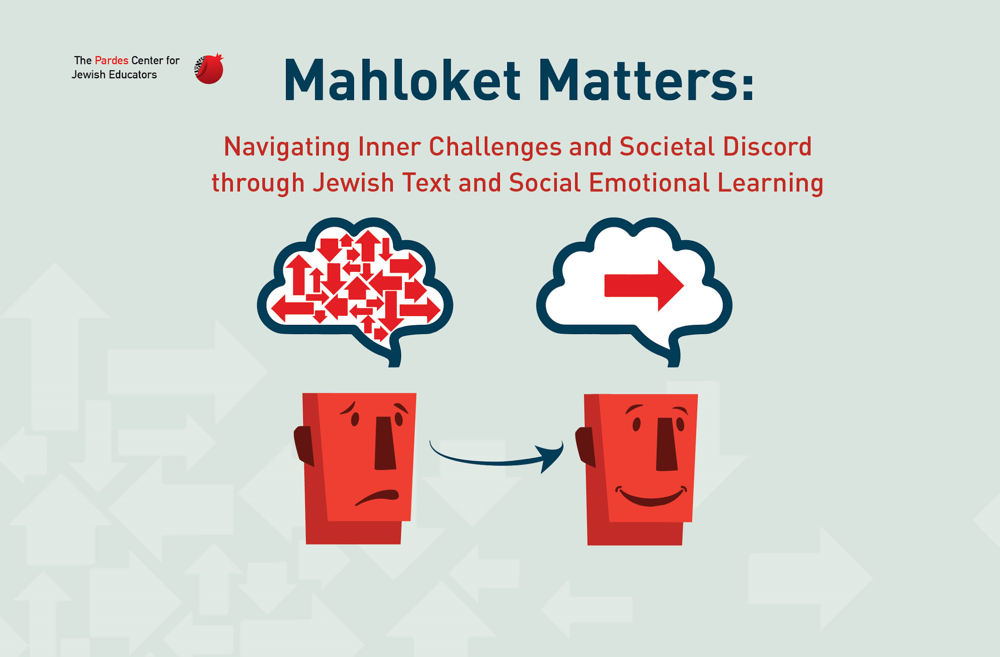 The Pardes Center for
Jewish Educators
Mahloket Matters:
Navigating Inner Challenges and Societal Discord
through Jewish Text and Social Emotional Learning